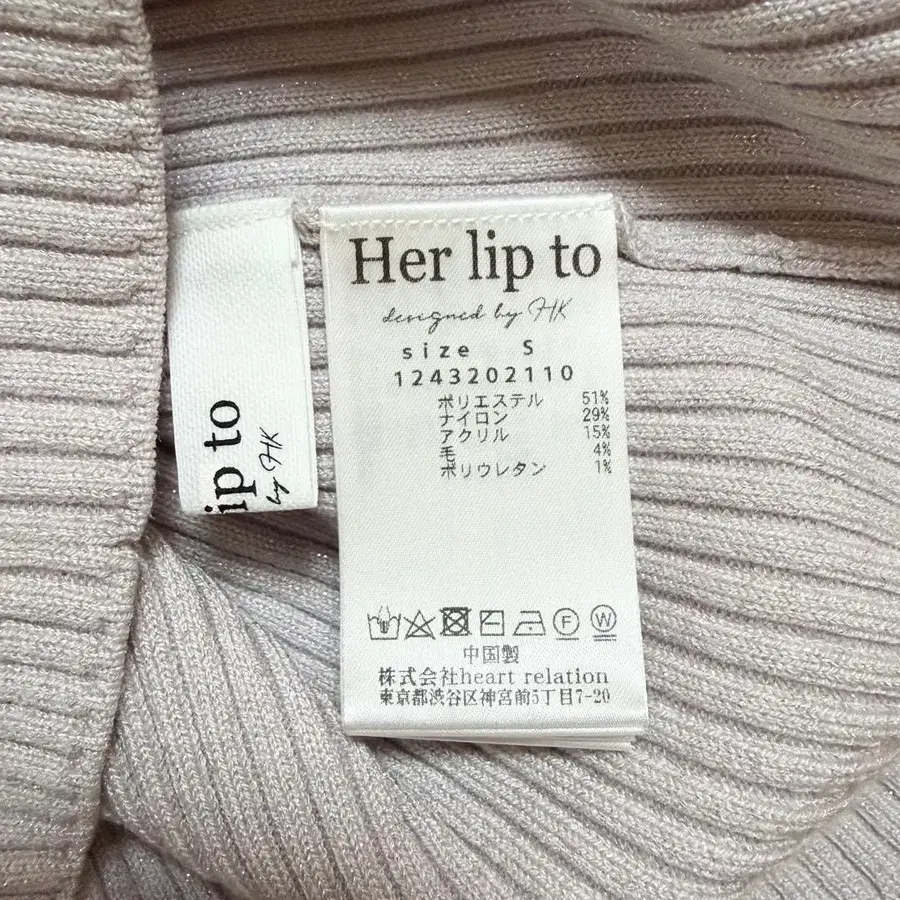 Her lip to
designed by HK
size S
1243202110
ポリエステル 51%
ナイロン 29%
アクリル 15%
毛 4%
ポリウレタン 1%
F W
中国製
株式会社heart relation
東京都渋谷区神宮前5丁目7-20
lip to
by HK